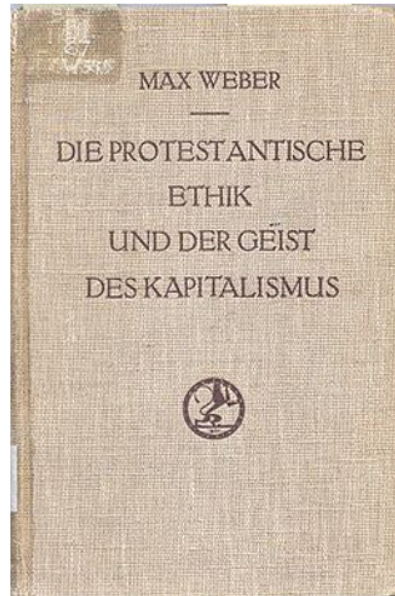 MAX WEBER
DIE PROTESTANTISCHE
ETHIK
UND DER GEIST
DES KAPITALISMUS